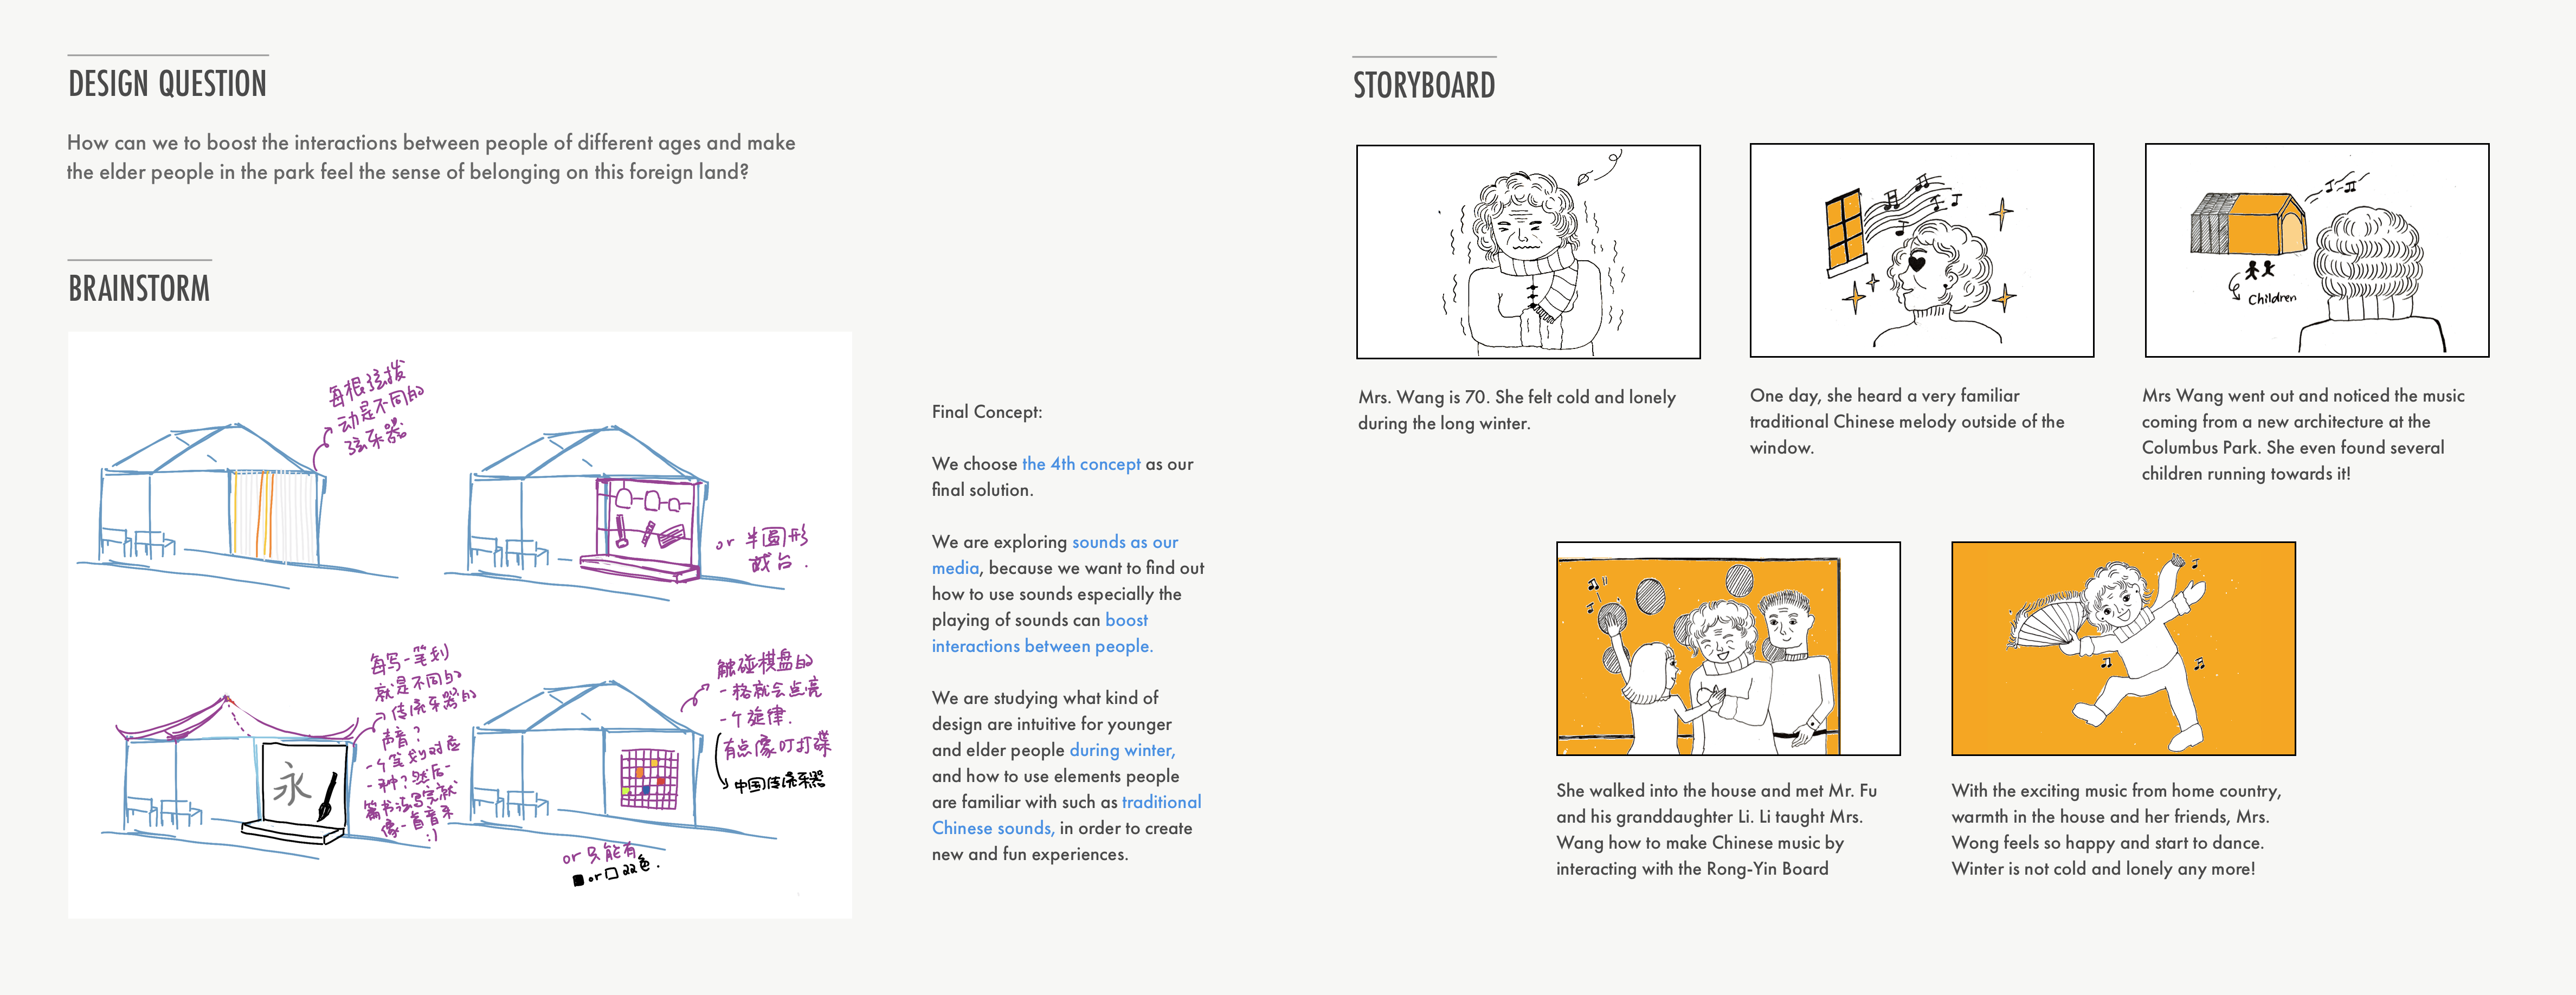 DESIGN QUESTION
How can we to boost the interactions between people of different ages and make
the elder people in the park feel the sense of belonging on this foreign land?
BRAINSTORM
每根弦拨
动是不同的
弦乐器
or 半圆形
戏台.
每写一笔划
就是不同的
传统乐器的
声音?
一个笔划对应
一种?然后一
篇书法写完就
像一首音乐
:)
永
触碰棋盘的
一格就会点亮
一个旋律.
有点像叮打碟
中国传统乐器
or 只能有
■ or □ 22色.
Final Concept:
We choose the 4th concept as our
final solution.
We are exploring sounds as our
media, because we want to find out
how to use sounds especially the
playing of sounds can boost
interactions between people.
We are studying what kind of
design are intuitive for younger
and elder people during winter,
and how to use elements people
are familiar with such as traditional
Chinese sounds, in order to create
new and fun experiences.
STORYBOARD
Children
Mrs. Wang is 70. She felt cold and lonely
during the long winter.
One day, she heard a very familiar
traditional Chinese melody outside of the
window.
Mrs Wang went out and noticed the music
coming from a new architecture at the
Columbus Park. She even found several
children running towards it!
She walked into the house and met Mr. Fu
and his granddaughter Li. Li taught Mrs.
Wang how to make Chinese music by
interacting with the Rong-Yin Board
With the exciting music from home country,
warmth in the house and her friends, Mrs.
Wong feels so happy and start to dance.
Winter is not cold and lonely any more!